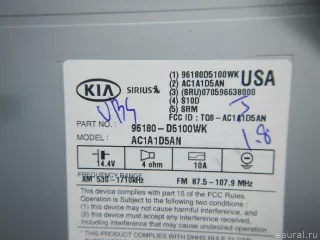 KIA SIRIUS
(1) 96180D5100WK USA
(2) AC1A1D5AN
(3) (SRU)070596638000
(4) S10D
(5) SRM
FCC ID : TQ8-AC1A1D5AN
PART NO. : 96180-D5100WK
MODEL : AC1A1D5AN
1.8
14.4V 4 ohm 10A
FREQUENCY RANGE
AM 530-1710kHz FM 87.5-107.9 MHz
This device complies with part 15 of the FCC Rules.
Operation is subject to the following two conditions:
(1) this device may not cause harmful interference, and
(2) this device must accept any interference
received, including interference that may cause
undesired operation.
eaural.ru